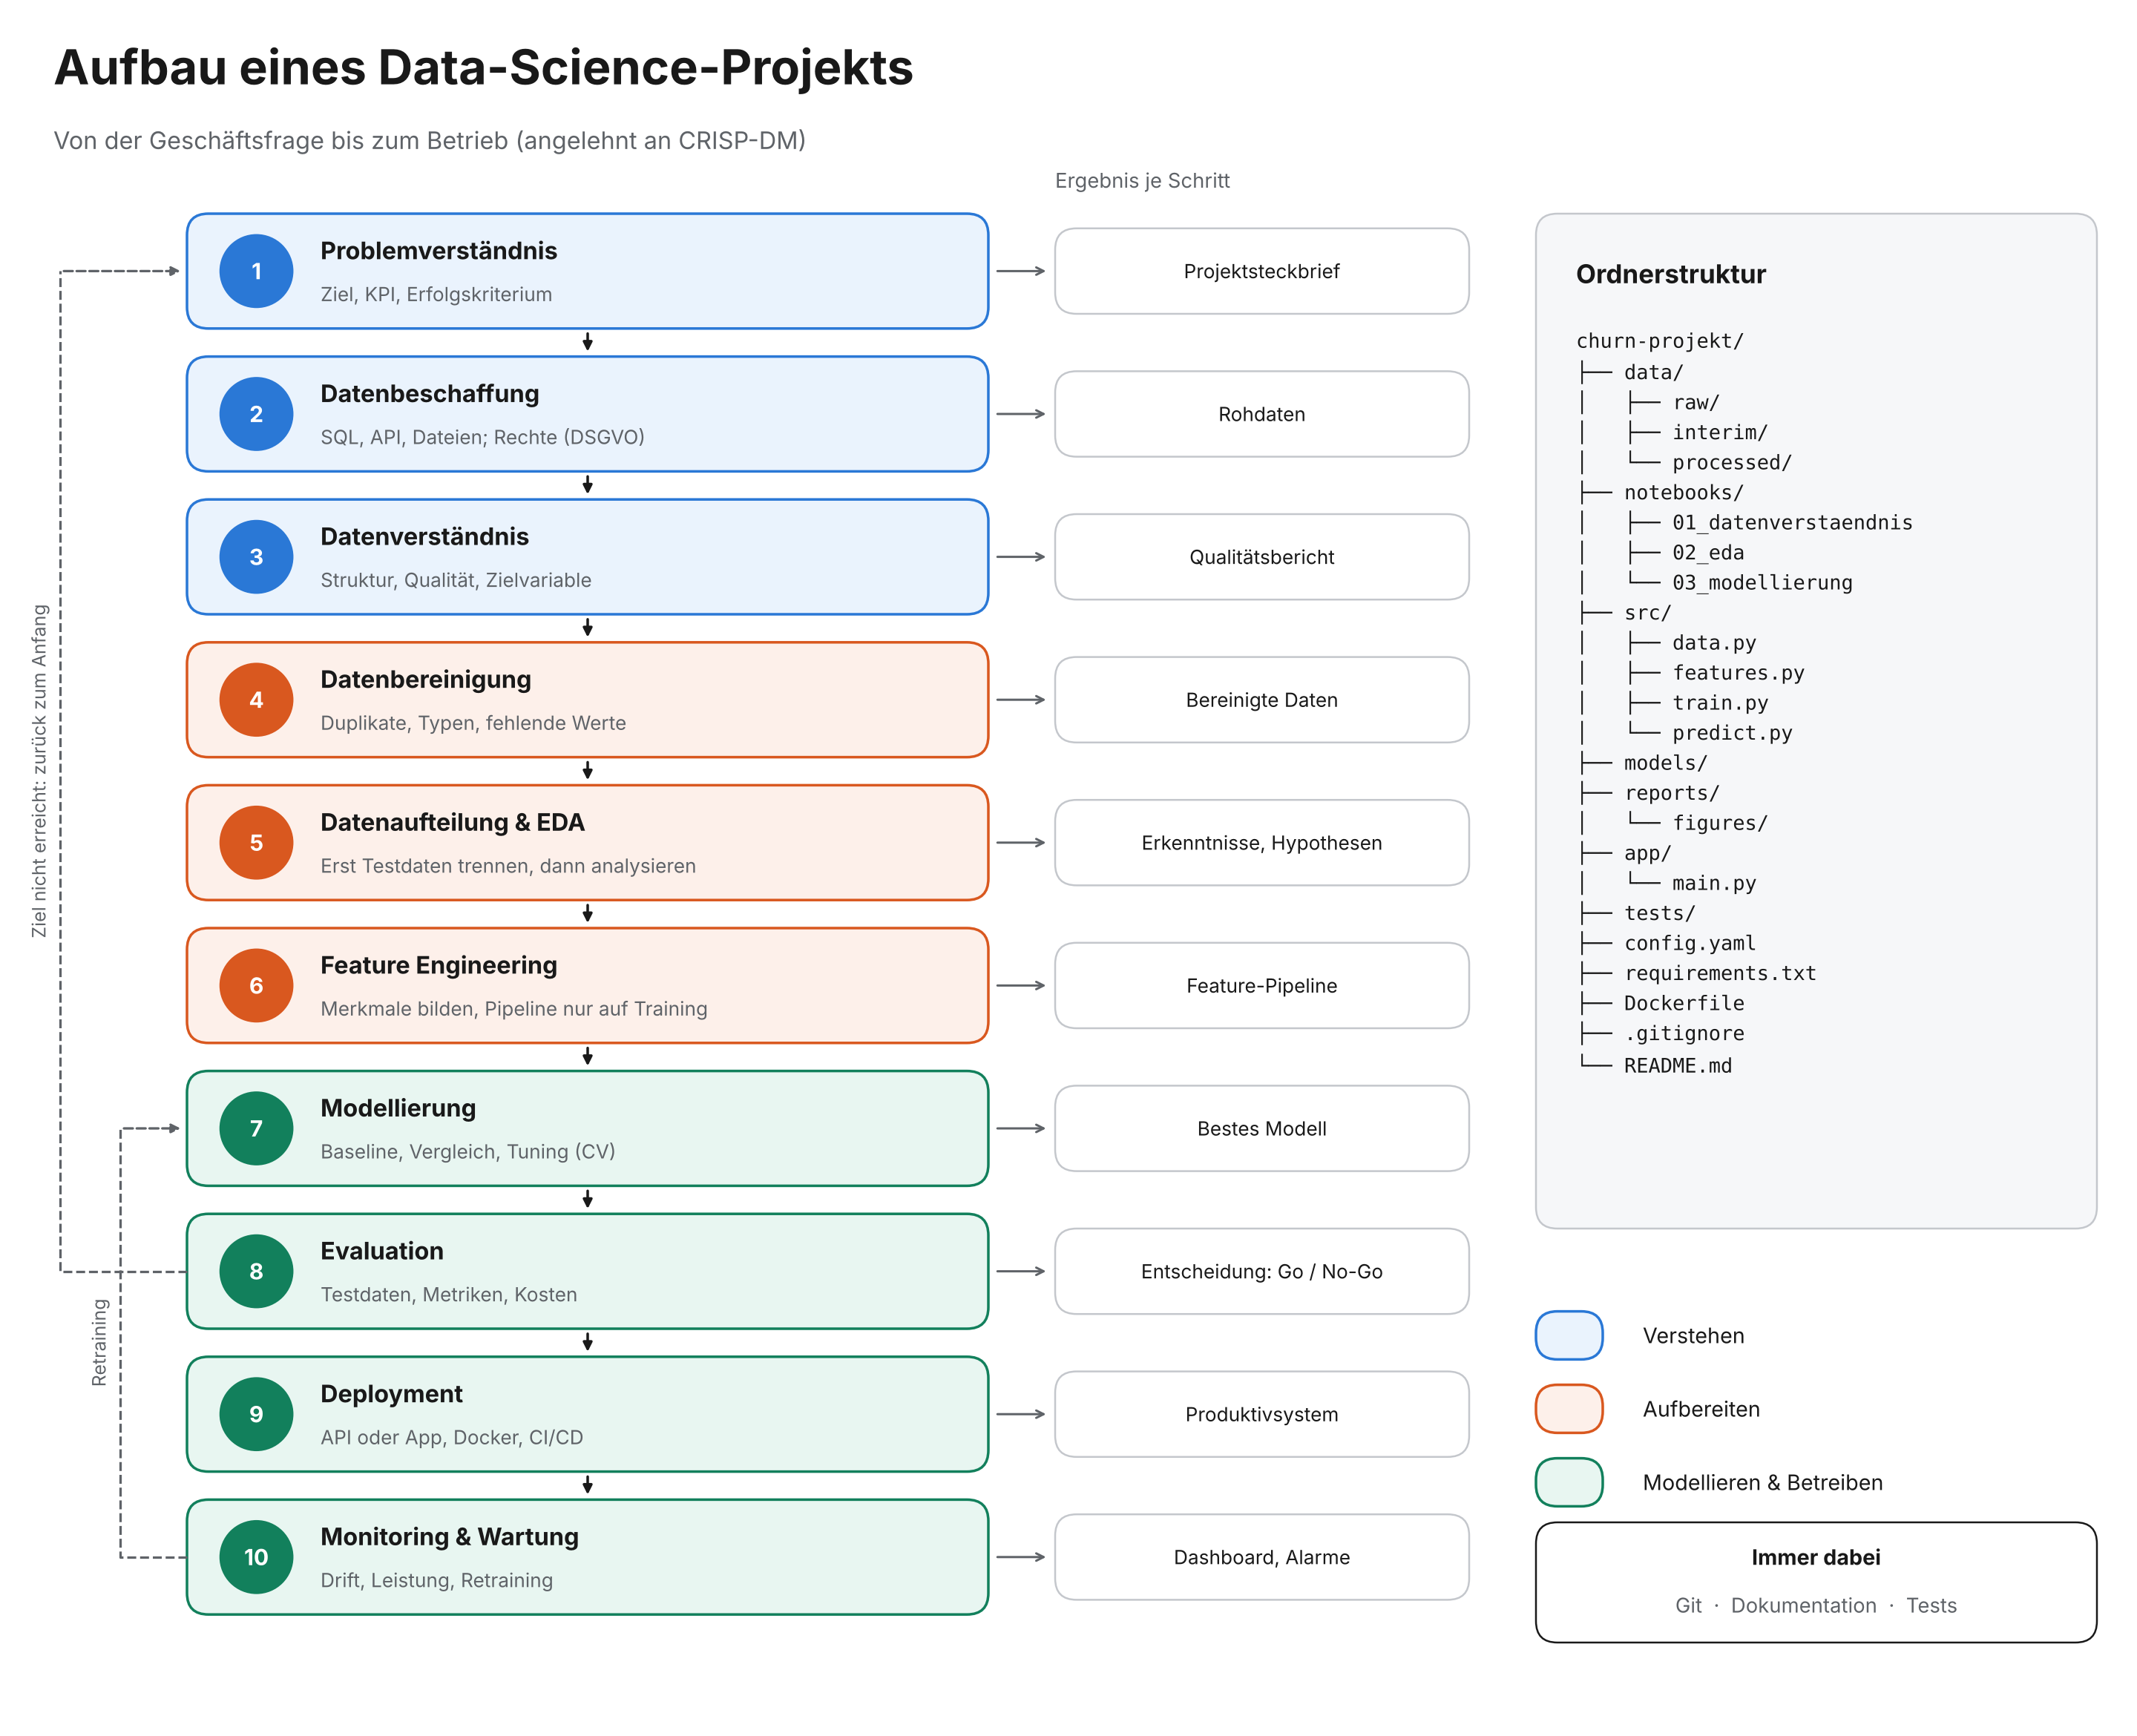 Aufbau eines Data-Science-Projekts
Von der Geschäftsfrage bis zum Betrieb (angelehnt an CRISP-DM)
Ergebnis je Schritt
1
Problemverständnis
Ziel, KPI, Erfolgskriterium
Projektsteckbrief
2
Datenbeschaffung
SQL, API, Dateien; Rechte (DSGVO)
Rohdaten
3
Datenverständnis
Struktur, Qualität, Zielvariable
Qualitätsbericht
4
Datenbereinigung
Duplikate, Typen, fehlende Werte
Bereinigte Daten
5
Datenaufteilung & EDA
Erst Testdaten trennen, dann analysieren
Erkenntnisse, Hypothesen
6
Feature Engineering
Merkmale bilden, Pipeline nur auf Training
Feature-Pipeline
7
Modellierung
Baseline, Vergleich, Tuning (CV)
Bestes Modell
8
Evaluation
Testdaten, Metriken, Kosten
Entscheidung: Go / No-Go
9
Deployment
API oder App, Docker, CI/CD
Produktivsystem
10
Monitoring & Wartung
Drift, Leistung, Retraining
Dashboard, Alarme
Ziel nicht erreicht: zurück zum Anfang
Retraining
Ordnerstruktur
churn-projekt/
├── data/
│   ├── raw/
│   ├── interim/
│   └── processed/
├── notebooks/
│   ├── 01_datenverstaendnis
│   ├── 02_eda
│   └── 03_modellierung
├── src/
│   ├── data.py
│   ├── features.py
│   ├── train.py
│   └── predict.py
├── models/
├── reports/
│   └── figures/
├── app/
│   └── main.py
├── tests/
├── config.yaml
├── requirements.txt
├── Dockerfile
├── .gitignore
└── README.md
Verstehen
Aufbereiten
Modellieren & Betreiben
Immer dabei
Git · Dokumentation · Tests